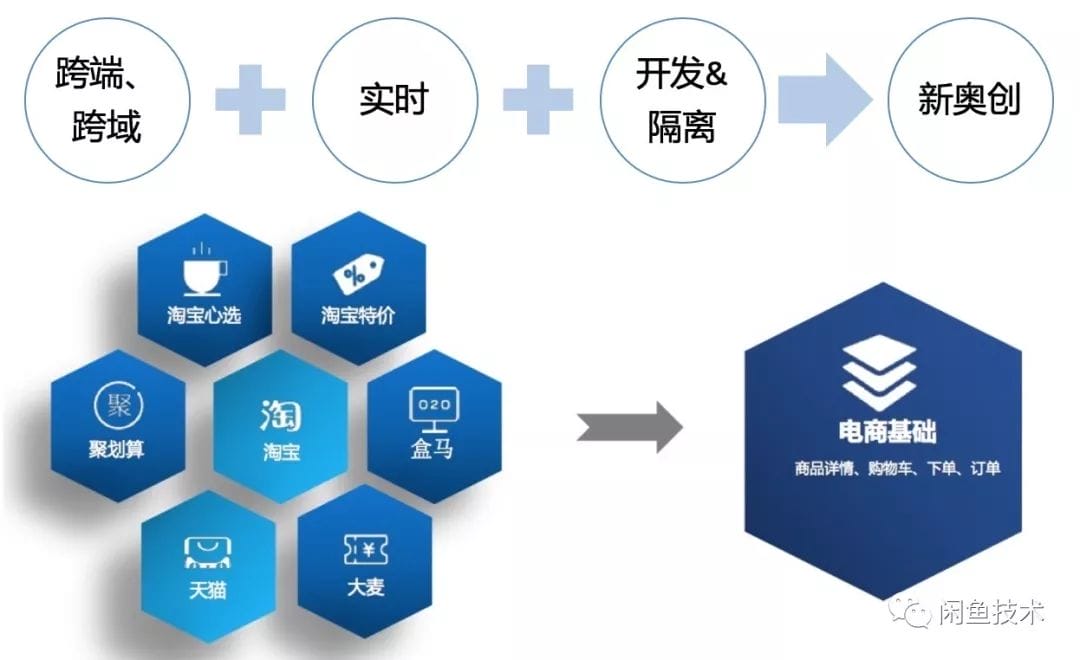 跨端、
跨域
实时
开发&
隔离
新奥创
%
淘宝心选
淘宝特价
聚
聚划算
淘
淘宝
O2O
盒马
¥
天猫
大麦
电商基础
商品详情、购物车、下单、订单
闲鱼技术